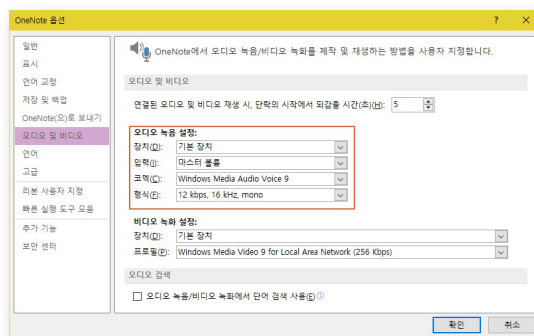 OneNote 옵션
일반
표시
언어 교정
저장 및 백업
OneNote(으)로 보내기
오디오 및 비디오
언어
고급
리본 사용자 지정
빠른 실행 도구 모음
추가 기능
보안 센터
OneNote에서 오디오 녹음/비디오 녹화를 제작 및 재생하는 방법을 사용자 지정합니다.
오디오 및 비디오
연결된 오디오 및 비디오 재생 시, 단락의 시작에서 되감을 시간(초)(H): 5
오디오 녹음 설정:
장치(D): 기본 장치
입력(I): 마스터 볼륨
코덱(C): Windows Media Audio Voice 9
형식(F): 12 kbps, 16 kHz, mono
비디오 녹화 설정:
장치(D): 기본 장치
프로필(P): Windows Media Video 9 for Local Area Network (256 Kbps)
오디오 검색
오디오 녹음/비디오 녹화에서 단어 검색 사용(E)
확인 취소